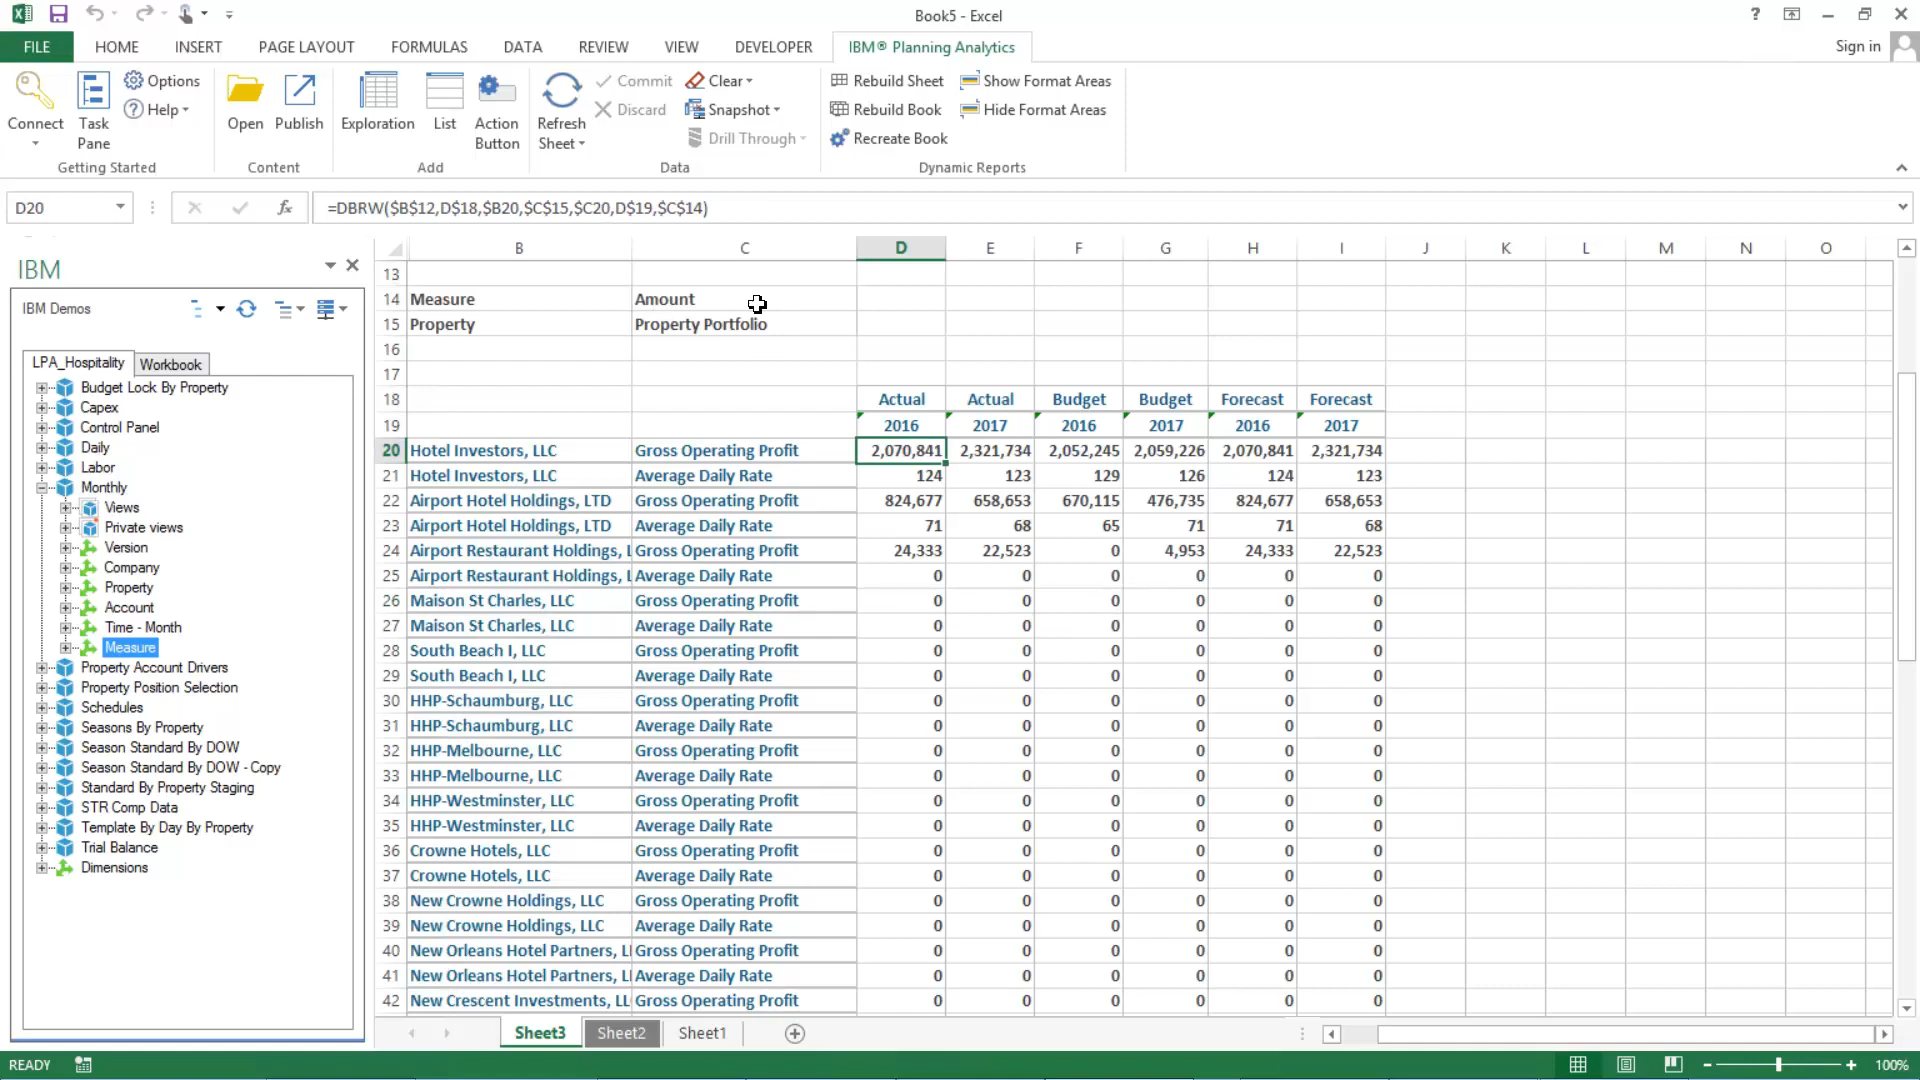 Book5 - Excel
?
FILE HOME INSERT PAGE LAYOUT FORMULAS DATA REVIEW VIEW DEVELOPER IBM® Planning Analytics Sign in
Connect
Task Pane
Options
Help
Getting Started
Open
Publish
Content
Exploration
List
Action Button
Add
Refresh Sheet
Commit
Discard
Clear
Snapshot
Drill Through
Data
Rebuild Sheet
Rebuild Book
Recreate Book
Show Format Areas
Hide Format Areas
Dynamic Reports
D20 fx =DBRW($B$12,D$18,$B20,$C$15,$C20,D$19,$C$14)
IBM
IBM Demos
LPA_Hospitality Workbook
Budget Lock By Property
Capex
Control Panel
Daily
Labor
Monthly
Views
Private views
Version
Company
Property
Account
Time - Month
Measure
Property Account Drivers
Property Position Selection
Schedules
Seasons By Property
Season Standard By DOW
Season Standard By DOW - Copy
Standard By Property Staging
STR Comp Data
Template By Day By Property
Trial Balance
Dimensions
B C D E F G H I J K L M N O
13
14 Measure Amount
15 Property Property Portfolio
16
17
18 Actual Actual Budget Budget Forecast Forecast
19 2016 2017 2016 2017 2016 2017
20 Hotel Investors, LLC Gross Operating Profit 2,070,841 2,321,734 2,052,245 2,059,226 2,070,841 2,321,734
21 Hotel Investors, LLC Average Daily Rate 124 123 129 126 124 123
22 Airport Hotel Holdings, LTD Gross Operating Profit 824,677 658,653 670,115 476,735 824,677 658,653
23 Airport Hotel Holdings, LTD Average Daily Rate 71 68 65 71 71 68
24 Airport Restaurant Holdings, L Gross Operating Profit 24,333 22,523 0 4,953 24,333 22,523
25 Airport Restaurant Holdings, L Average Daily Rate 0 0 0 0 0 0
26 Maison St Charles, LLC Gross Operating Profit 0 0 0 0 0 0
27 Maison St Charles, LLC Average Daily Rate 0 0 0 0 0 0
28 South Beach I, LLC Gross Operating Profit 0 0 0 0 0 0
29 South Beach I, LLC Average Daily Rate 0 0 0 0 0 0
30 HHP-Schaumburg, LLC Gross Operating Profit 0 0 0 0 0 0
31 HHP-Schaumburg, LLC Average Daily Rate 0 0 0 0 0 0
32 HHP-Melbourne, LLC Gross Operating Profit 0 0 0 0 0 0
33 HHP-Melbourne, LLC Average Daily Rate 0 0 0 0 0 0
34 HHP-Westminster, LLC Gross Operating Profit 0 0 0 0 0 0
35 HHP-Westminster, LLC Average Daily Rate 0 0 0 0 0 0
36 Crowne Hotels, LLC Gross Operating Profit 0 0 0 0 0 0
37 Crowne Hotels, LLC Average Daily Rate 0 0 0 0 0 0
38 New Crowne Holdings, LLC Gross Operating Profit 0 0 0 0 0 0
39 New Crowne Holdings, LLC Average Daily Rate 0 0 0 0 0 0
40 New Orleans Hotel Partners, Ll Gross Operating Profit 0 0 0 0 0 0
41 New Orleans Hotel Partners, Ll Average Daily Rate 0 0 0 0 0 0
42 New Crescent Investments, LL Gross Operating Profit 0 0 0 0 0 0
Sheet3 Sheet2 Sheet1
READY 100%